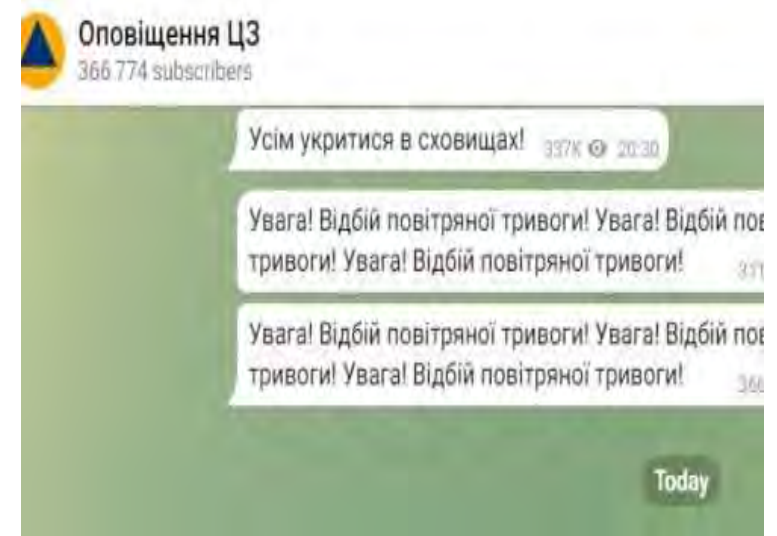 Оповіщення ЦЗ
366 774 subscribers
Усім укритися в сховищах! 337K 20:30
Увага! Відбій повітряної тривоги! Увага! Відбій пов
тривоги! Увага! Відбій повітряної тривоги!
Увага! Відбій повітряної тривоги! Увага! Відбій пов
тривоги! Увага! Відбій повітряної тривоги!
Today